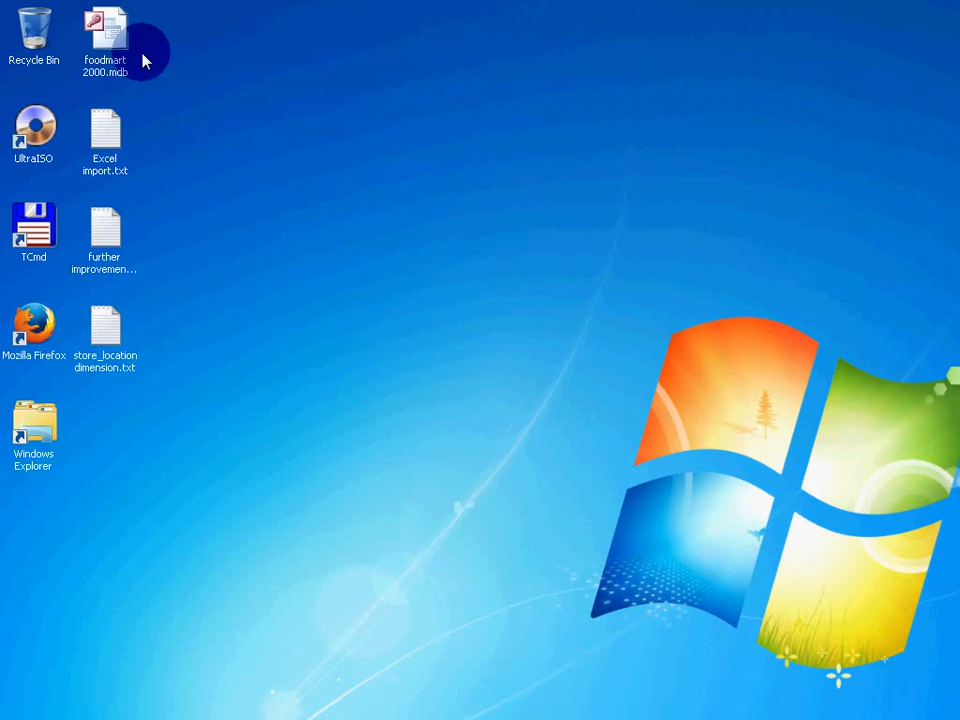 Recycle Bin
foodmart
2000.mdb
UltraISO
Excel
import.txt
TCmd
further
improvemen...
Mozilla Firefox
store_location
dimension.txt
Windows
Explorer